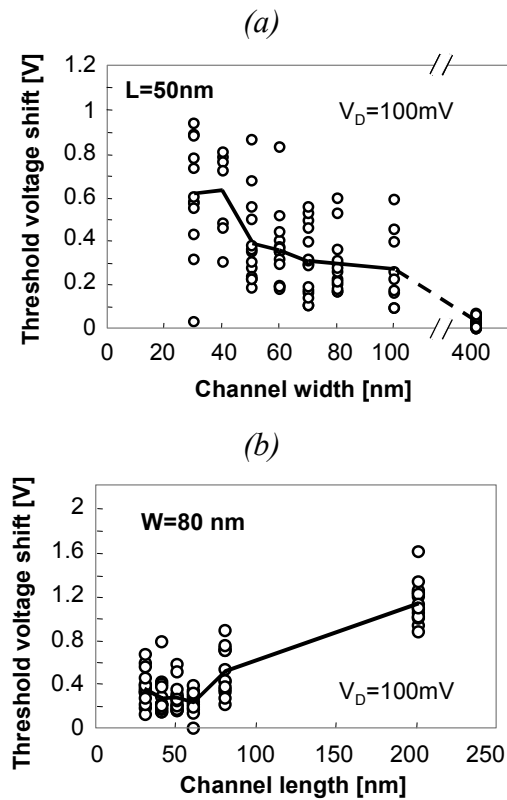 (a)
1.2
1
0.8
0.6
0.4
0.2
0
Threshold voltage shift [V]
L=50nm
V_D=100mV
//
//
0 20 40 60 80 100 400
Channel width [nm]
(b)
2
1.6
1.2
0.8
0.4
0
Threshold voltage shift [V]
W=80 nm
V_D=100mV
0 50 100 150 200 250
Channel length [nm]